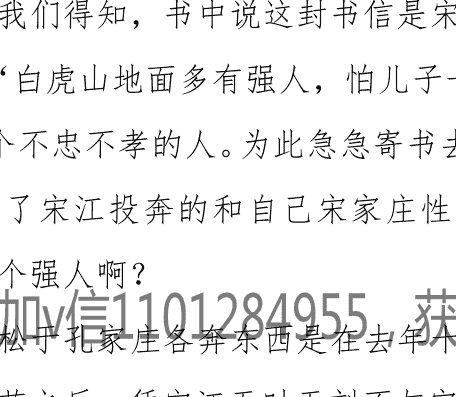 我们得知，书中说这封书信是宋
“白虎山地面多有强人，怕儿子一
个不忠不孝的人。为此急急寄书去
了宋江投奔的和自己宋家庄性
个强人啊？
加v信1101284955，获
松于孔家庄各奔东西是在去年十